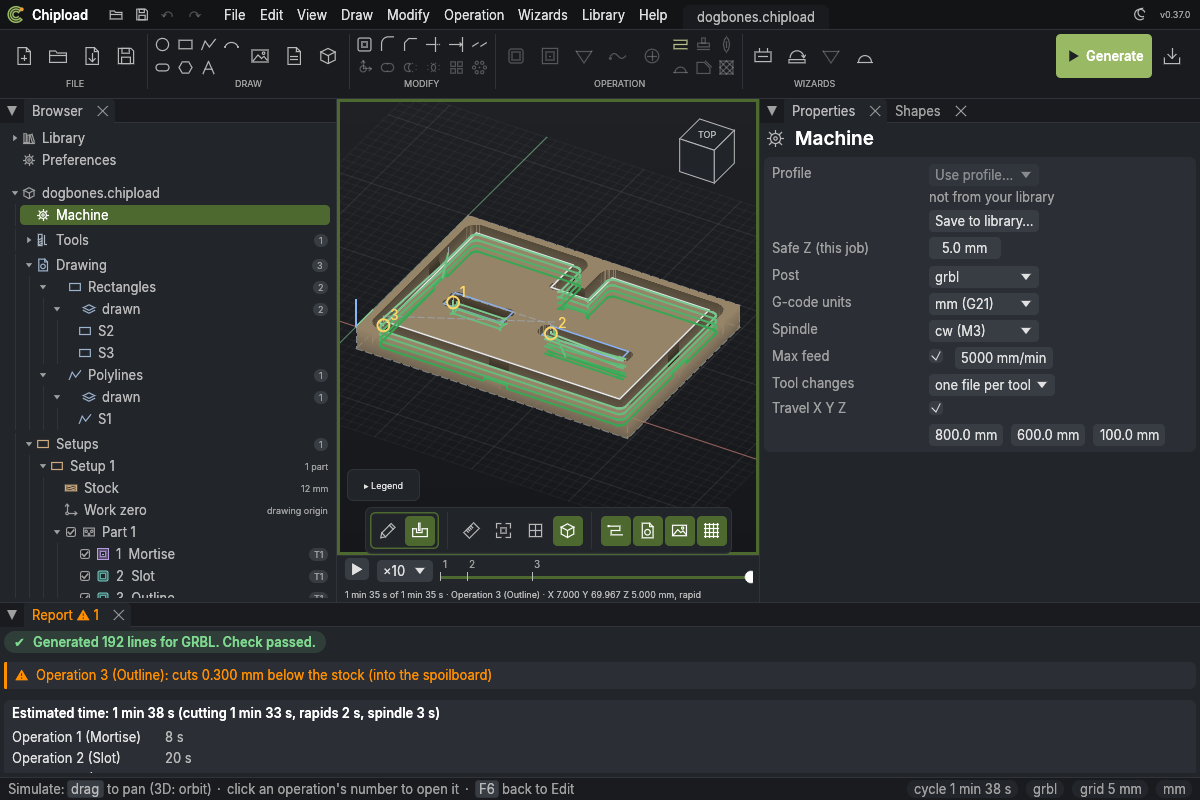 Chipload File Edit View Draw Modify Operation Wizards Library Help dogbones.chipload v0.37.0
Generate
FILE DRAW MODIFY OPERATION WIZARDS
Browser
Library
Preferences
dogbones.chipload
Machine
Tools 1
Drawing 3
Rectangles 2
drawn 2
S2
S3
Polylines 1
drawn 1
S1
Setups 1
Setup 1 1 part
Stock 12 mm
Work zero drawing origin
Part 1
1 Mortise T1
2 Slot T1
3 Outline T1
TOP
1
2
3
Legend
×10
1 2 3
1 min 35 s of 1 min 35 s · Operation 3 (Outline) · X 7.000 Y 69.967 Z 5.000 mm, rapid
Properties Shapes
Machine
Profile Use profile...
not from your library
Save to library...
Safe Z (this job) 5.0 mm
Post grbl
G-code units mm (G21)
Spindle cw (M3)
Max feed 5000 mm/min
Tool changes one file per tool
Travel X Y Z
800.0 mm 600.0 mm 100.0 mm
Report 1
Generated 192 lines for GRBL. Check passed.
Operation 3 (Outline): cuts 0.300 mm below the stock (into the spoilboard)
Estimated time: 1 min 38 s (cutting 1 min 33 s, rapids 2 s, spindle 3 s)
Operation 1 (Mortise) 8 s
Operation 2 (Slot) 20 s
Simulate: drag to pan (3D: orbit) · click an operation's number to open it · F6 back to Edit cycle 1 min 38 s grbl grid 5 mm mm